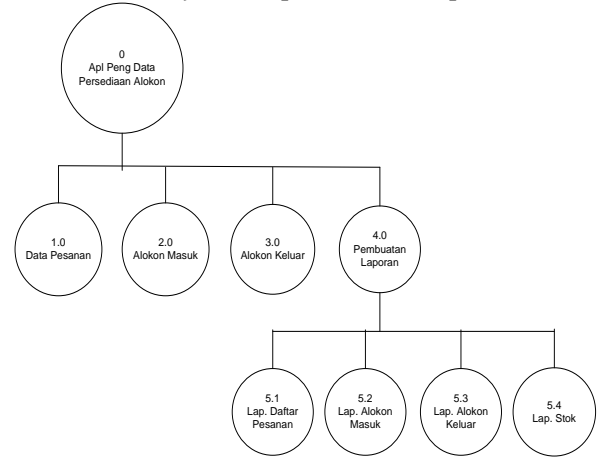 0
Apl Peng Data
Persediaan Alokon
1.0
Data Pesanan
2.0
Alokon Masuk
3.0
Alokon Keluar
4.0
Pembuatan
Laporan
5.1
Lap. Daftar
Pesanan
5.2
Lap. Alokon
Masuk
5.3
Lap. Alokon
Keluar
5.4
Lap. Stok